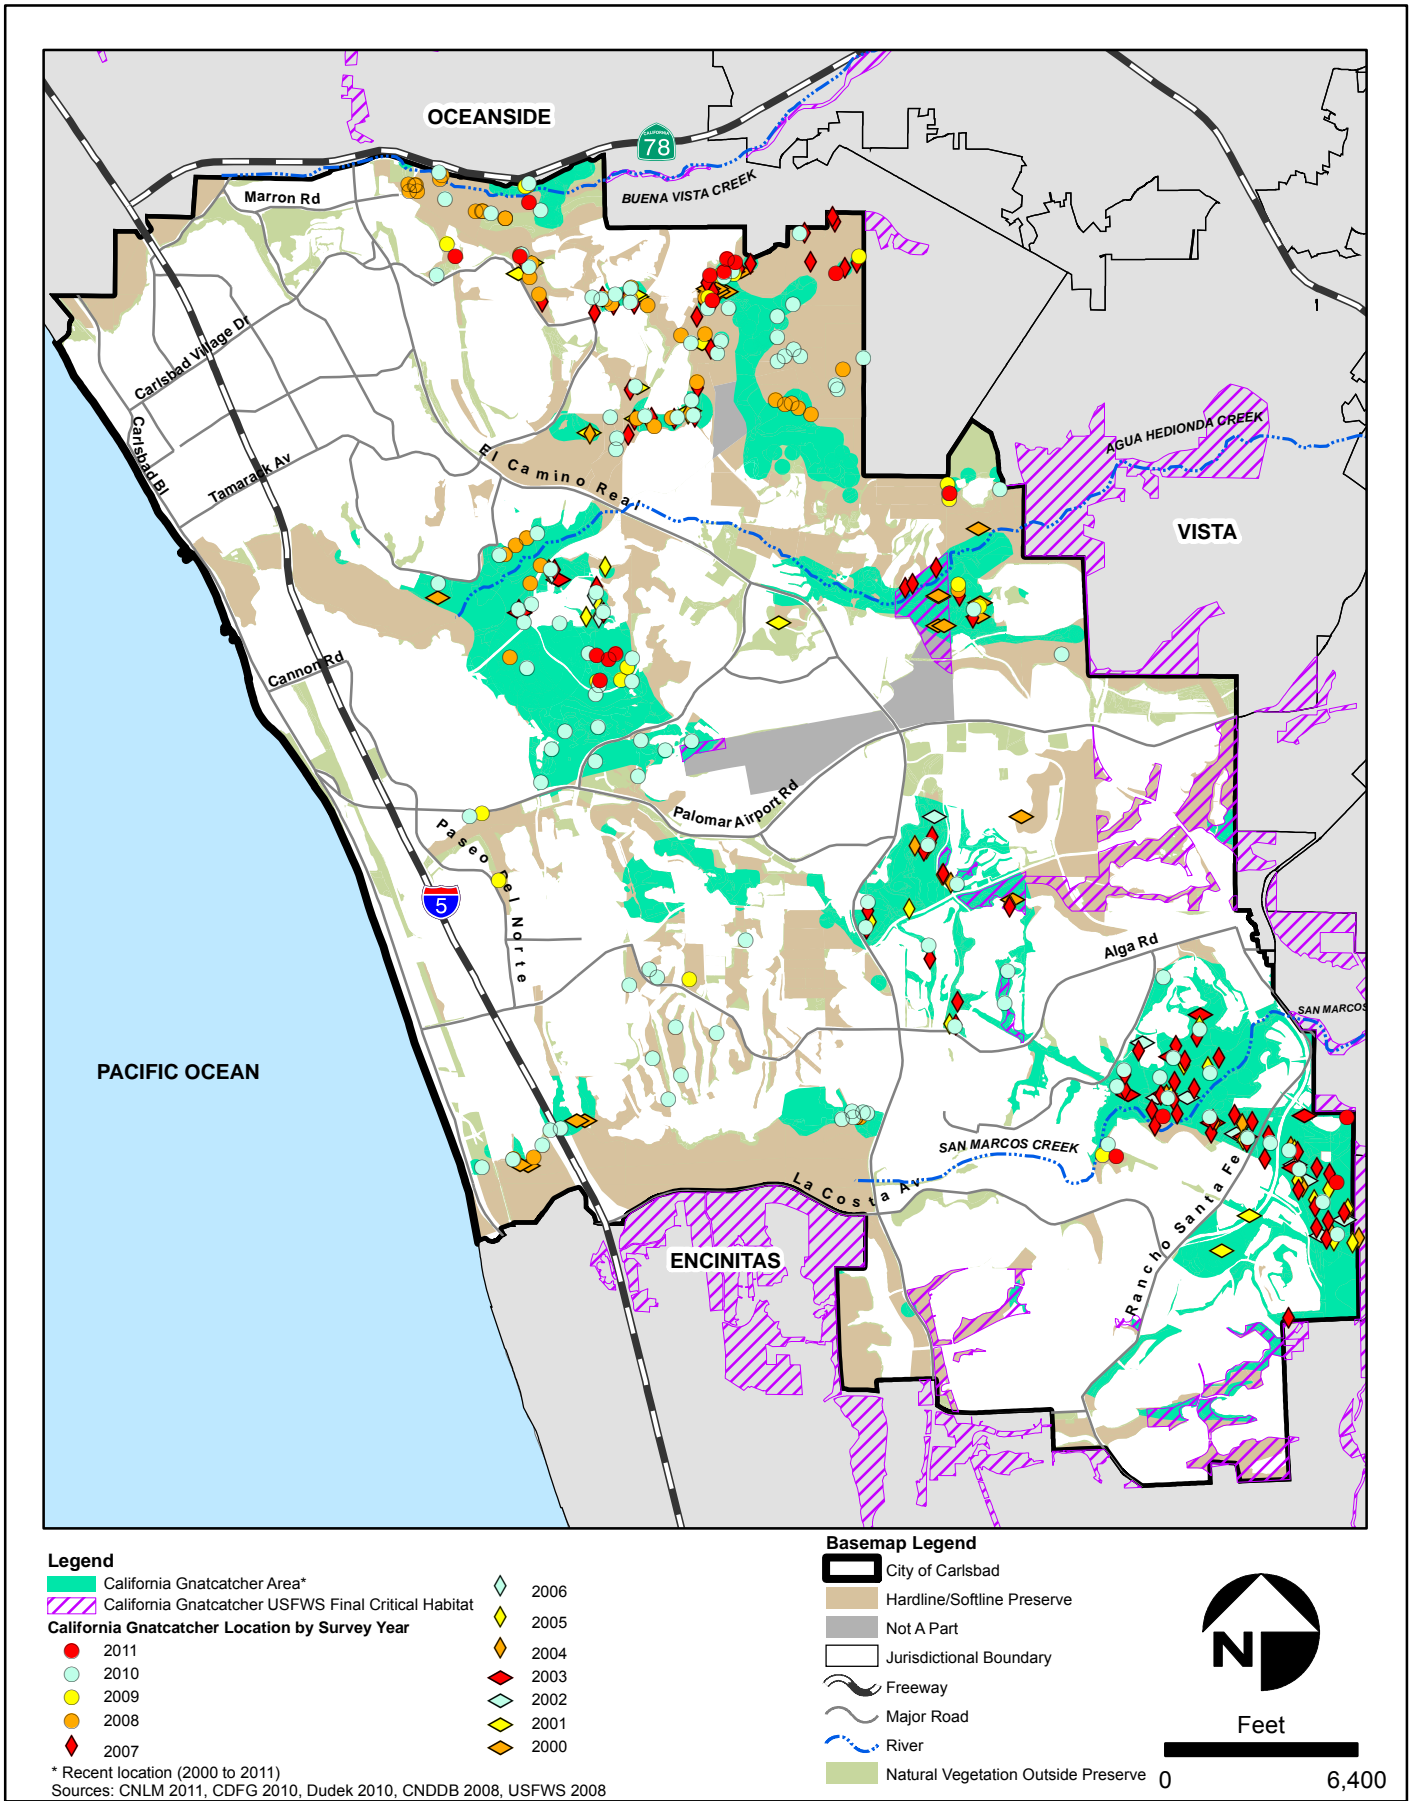 OCEANSIDE
CALIFORNIA
78
BUENA VISTA CREEK
Marron Rd
Carlsbad Village Dr
Carlsbad Bl
Tamarack Av
El Camino Real
AGUA HEDIONDA CREEK
VISTA
Cannon Rd
Palomar Airport Rd
Paseo Del Norte
5
Alga Rd
SAN MARCOS
PACIFIC OCEAN
SAN MARCOS CREEK
La Costa Av
Rancho Santa Fe
ENCINITAS
Legend
California Gnatcatcher Area*
California Gnatcatcher USFWS Final Critical Habitat
California Gnatcatcher Location by Survey Year
2011
2010
2009
2008
2007
2006
2005
2004
2003
2002
2001
2000
* Recent location (2000 to 2011)
Sources: CNLM 2011, CDFG 2010, Dudek 2010, CNDDB 2008, USFWS 2008
Basemap Legend
City of Carlsbad
Hardline/Softline Preserve
Not A Part
Jurisdictional Boundary
Freeway
Major Road
River
Natural Vegetation Outside Preserve
N
Feet
0 6,400